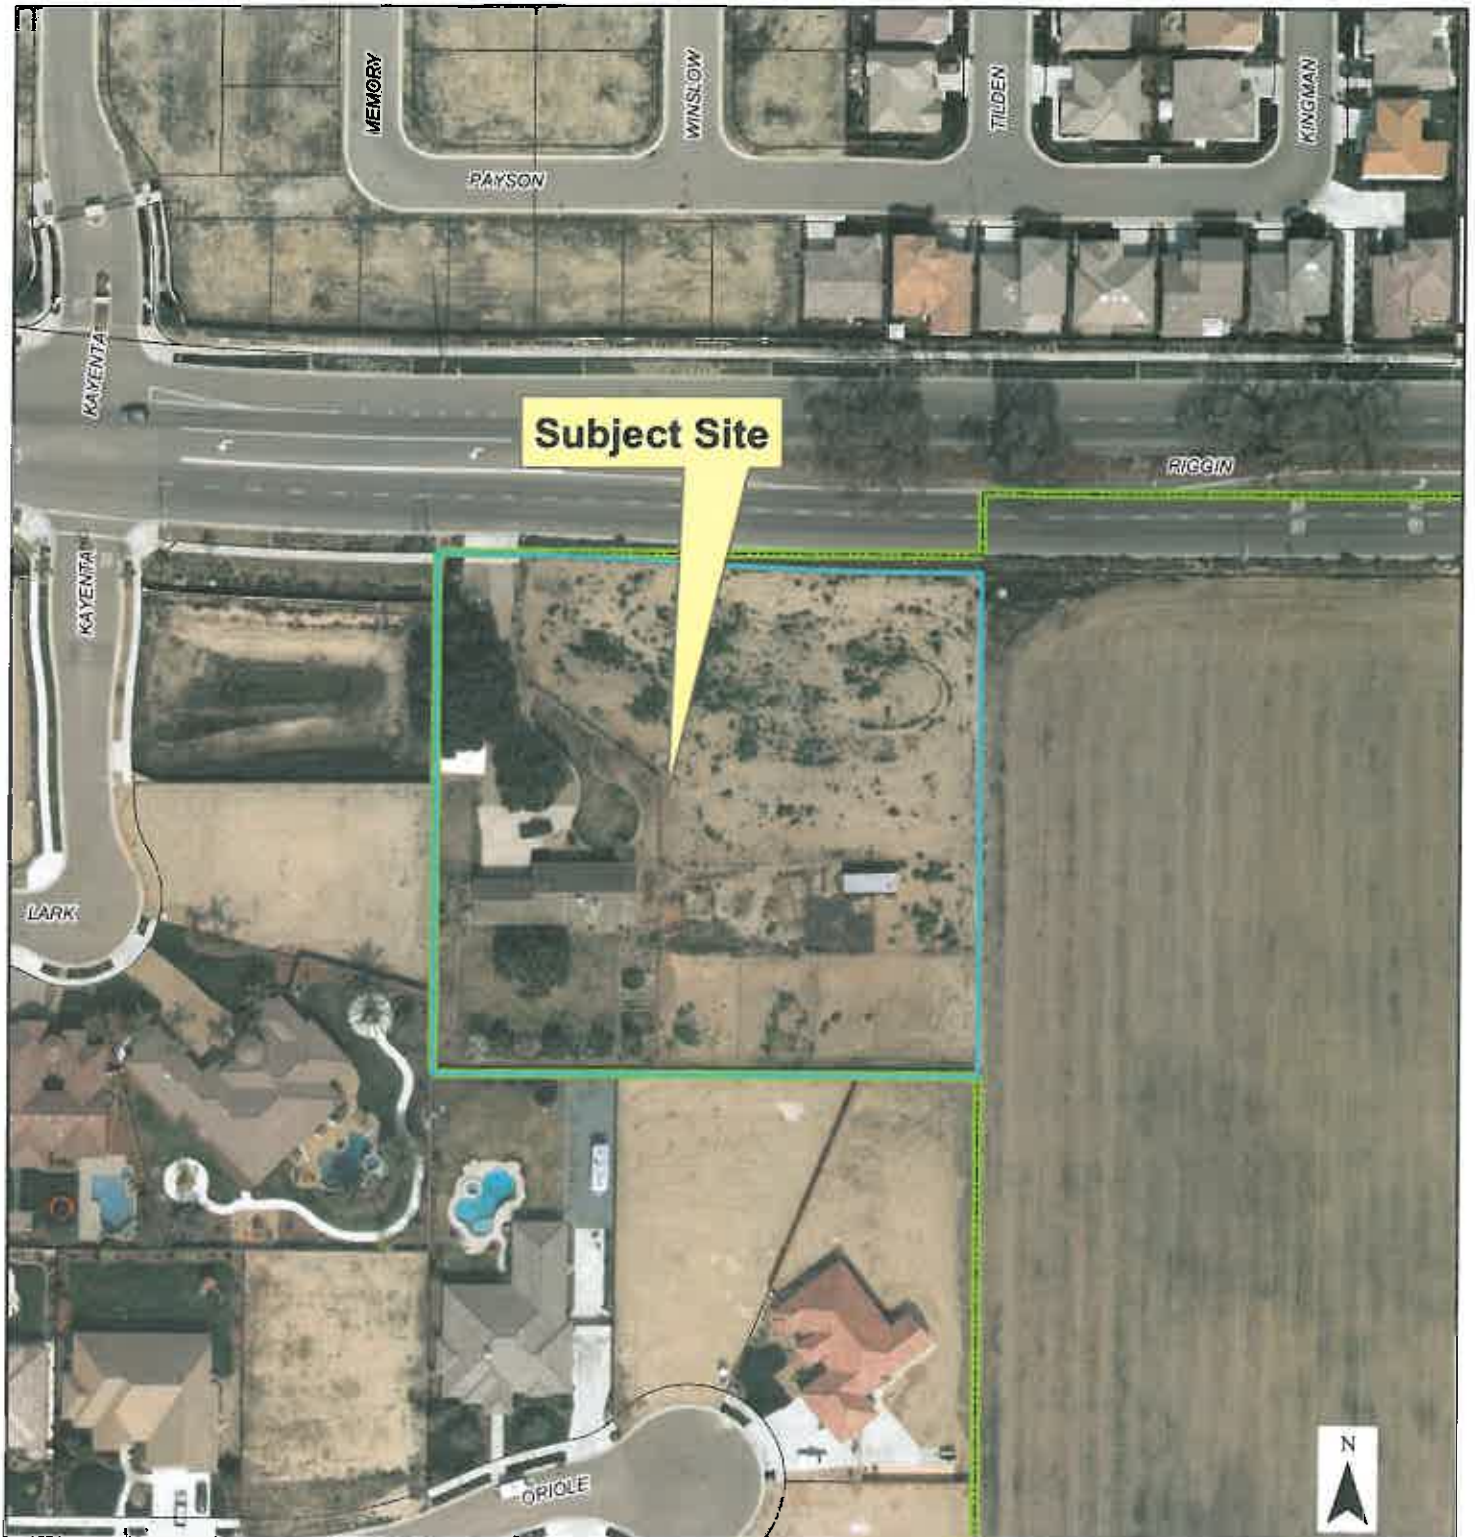 MEMORY
WINSLOW
TILDEN
KINGMAN
PAYSON
KAYENTA
Subject Site
RIGGIN
KAYENTA
LARK
ORIOLE
N